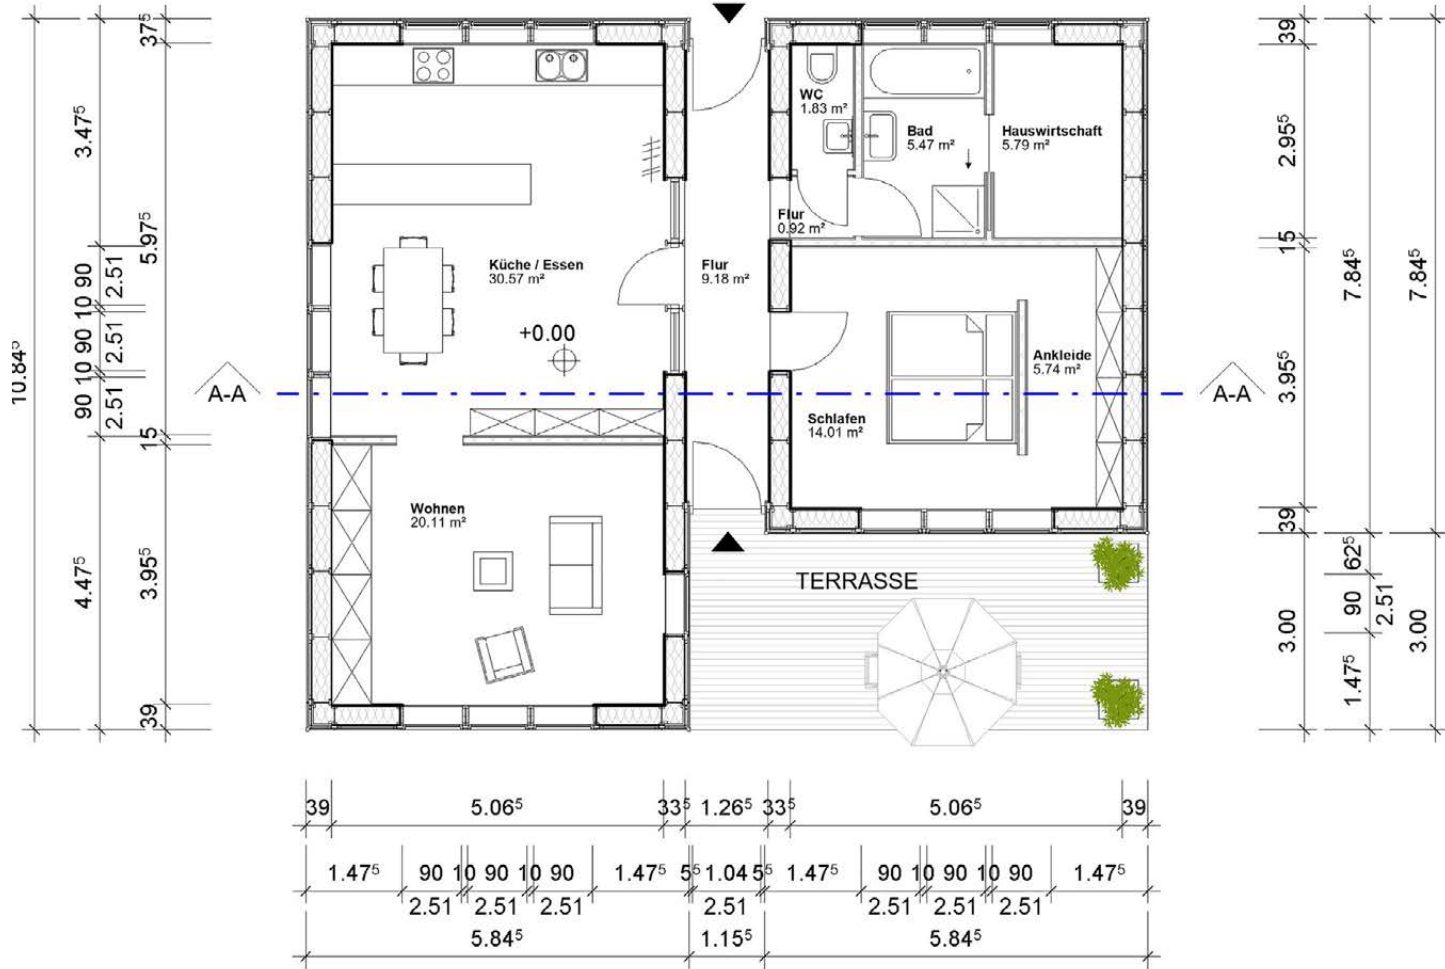 WC
1.83 m²
Bad
5.47 m²
Hauswirtschaft
5.79 m²
Flur
0.92 m²
Küche / Essen
30.57 m²
Flur
9.18 m²
+0.00
Ankleide
5.74 m²
A-A
A-A
Schlafen
14.01 m²
Wohnen
20.11 m²
TERRASSE
10.84⁵
3.47⁵
90
2.51
10
90
2.51
10
90
2.51
4.47⁵
37⁵
5.97⁵
15
3.95⁵
39
39
2.95⁵
15
3.95⁵
39
3.00
7.84⁵
62⁵
90
2.51
1.47⁵
7.84⁵
3.00
39 5.06⁵ 33⁵ 1.26⁵ 33⁵ 5.06⁵ 39
1.47⁵ 90 10 90 10 90 1.47⁵ 5⁵ 1.04 5⁵ 1.47⁵ 90 10 90 10 90 1.47⁵
2.51 2.51 2.51 2.51 2.51 2.51 2.51
5.84⁵ 1.15⁵ 5.84⁵